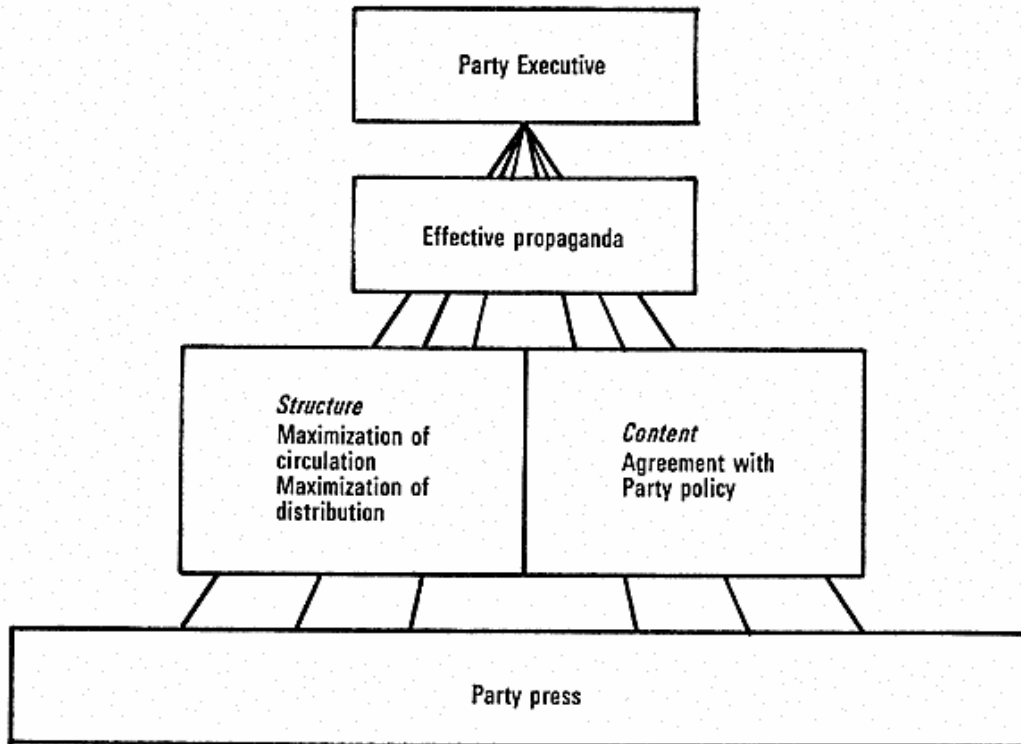 Party Executive
Effective propaganda
Structure
Maximization of
circulation
Maximization of
distribution
Content
Agreement with
Party policy
Party press